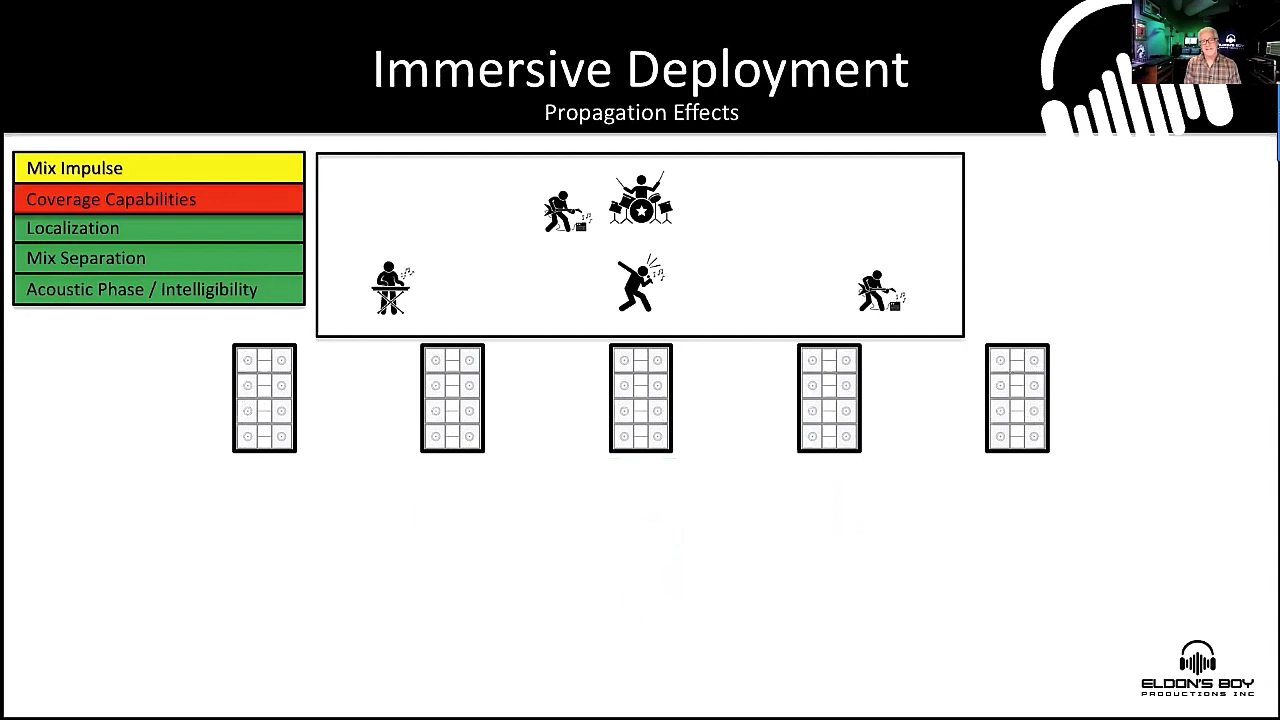 Immersive Deployment
Propagation Effects
Mix Impulse
Coverage Capabilities
Localization
Mix Separation
Acoustic Phase / Intelligibility
ELDON'S BOY
PRODUCTIONS INC